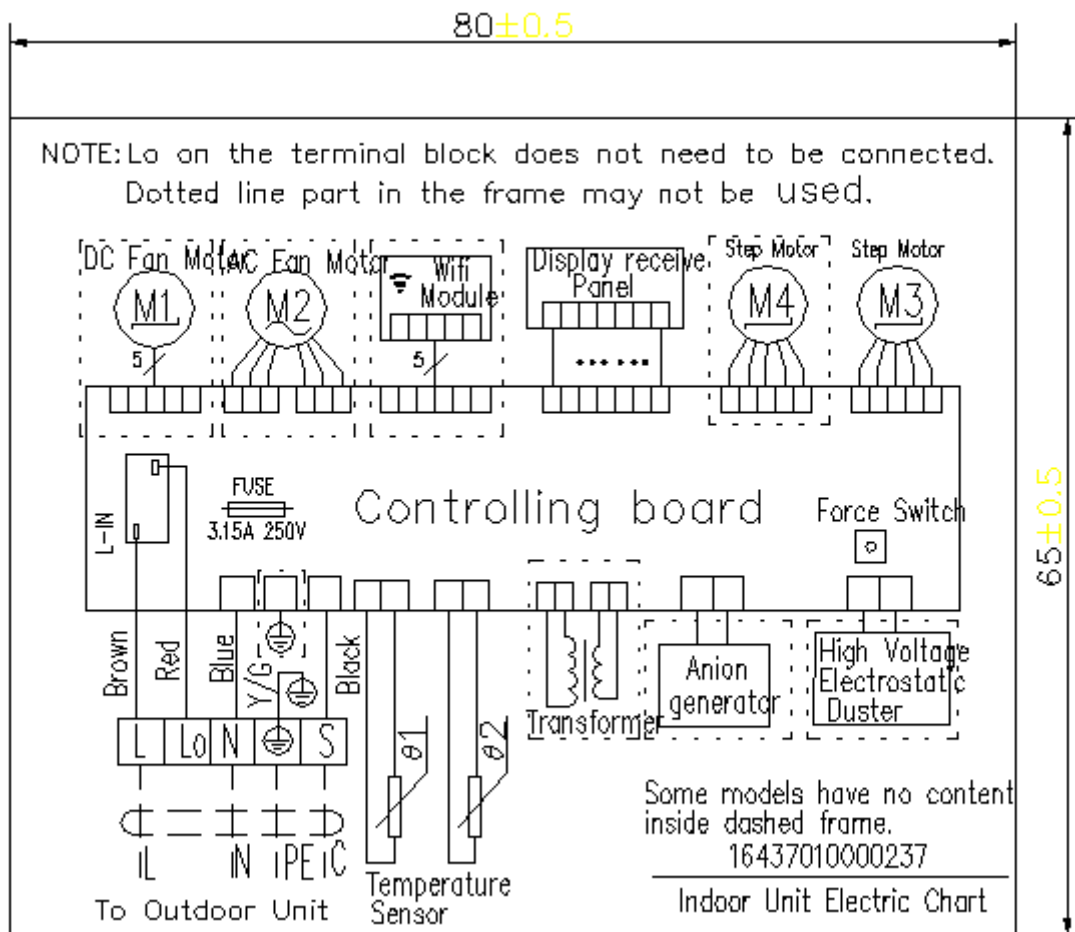 80±0.5
NOTE: Lo on the terminal block does not need to be connected.
Dotted line part in the frame may not be used.
DC Fan Motor
AC Fan Motor
Wifi
Module
Display receive
Panel
Step Motor
Step Motor
M1
M2
M4
M3
5
5
65±0.5
L-IN
FUSE
3.15A 250V
Controlling board
Force Switch
Brown
Red
Blue
Y/G
Black
L
Lo
N
S
θ1
θ2
Transformer
Anion
generator
High Voltage
Electrostatic
Duster
L
N
PE
C
To Outdoor Unit
Temperature
Sensor
Some models have no content
inside dashed frame.
16437010000237
Indoor Unit Electric Chart